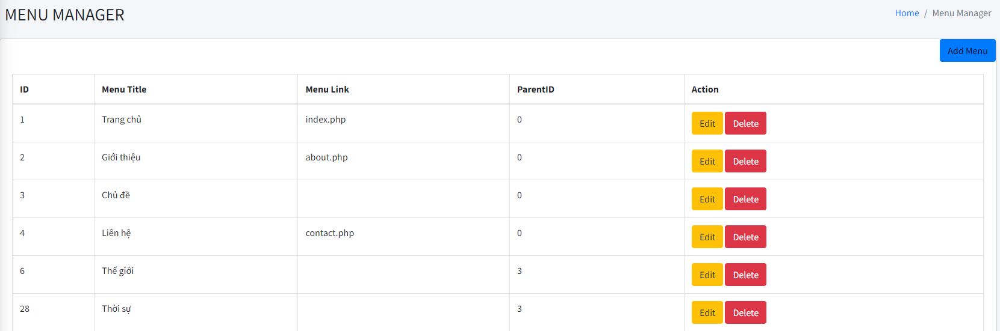 MENU MANAGER
Home / Menu Manager
Add Menu
ID Menu Title Menu Link ParentID Action
1 Trang chủ index.php 0 Edit Delete
2 Giới thiệu about.php 0 Edit Delete
3 Chủ đề 0 Edit Delete
4 Liên hệ contact.php 0 Edit Delete
6 Thế giới 3 Edit Delete
28 Thời sự 3 Edit Delete